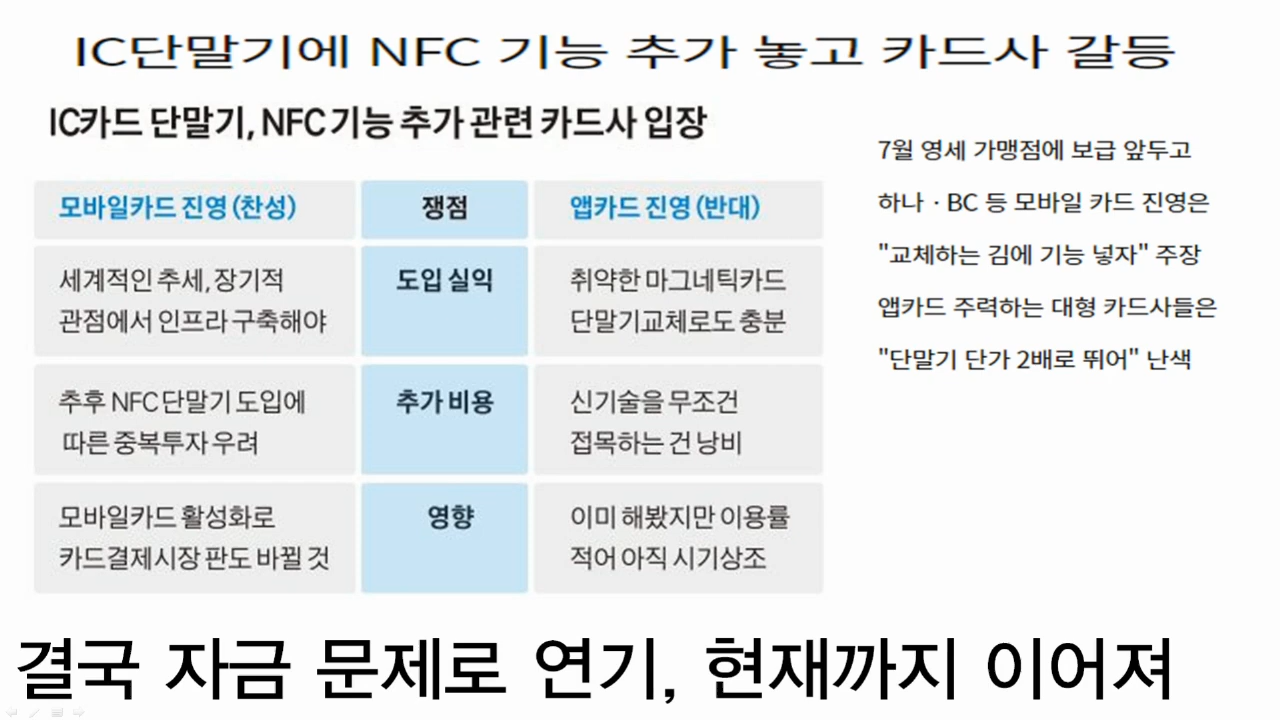 IC단말기에 NFC 기능 추가 놓고 카드사 갈등
IC카드 단말기, NFC 기능 추가 관련 카드사 입장
모바일카드 진영 (찬성)
쟁점
앱카드 진영 (반대)
세계적인 추세, 장기적
관점에서 인프라 구축해야
도입 실익
취약한 마그네틱카드
단말기교체로도 충분
추후 NFC단말기 도입에
따른 중복투자 우려
추가 비용
신기술을 무조건
접목하는 건 낭비
모바일카드 활성화로
카드결제시장 판도 바뀔 것
영향
이미 해봤지만 이용률
적어 아직 시기상조
7월 영세 가맹점에 보급 앞두고
하나 · BC 등 모바일 카드 진영은
"교체하는 김에 기능 넣자" 주장
앱카드 주력하는 대형 카드사들은
"단말기 단가 2배로 뛰어" 난색
결국 자금 문제로 연기, 현재까지 이어져